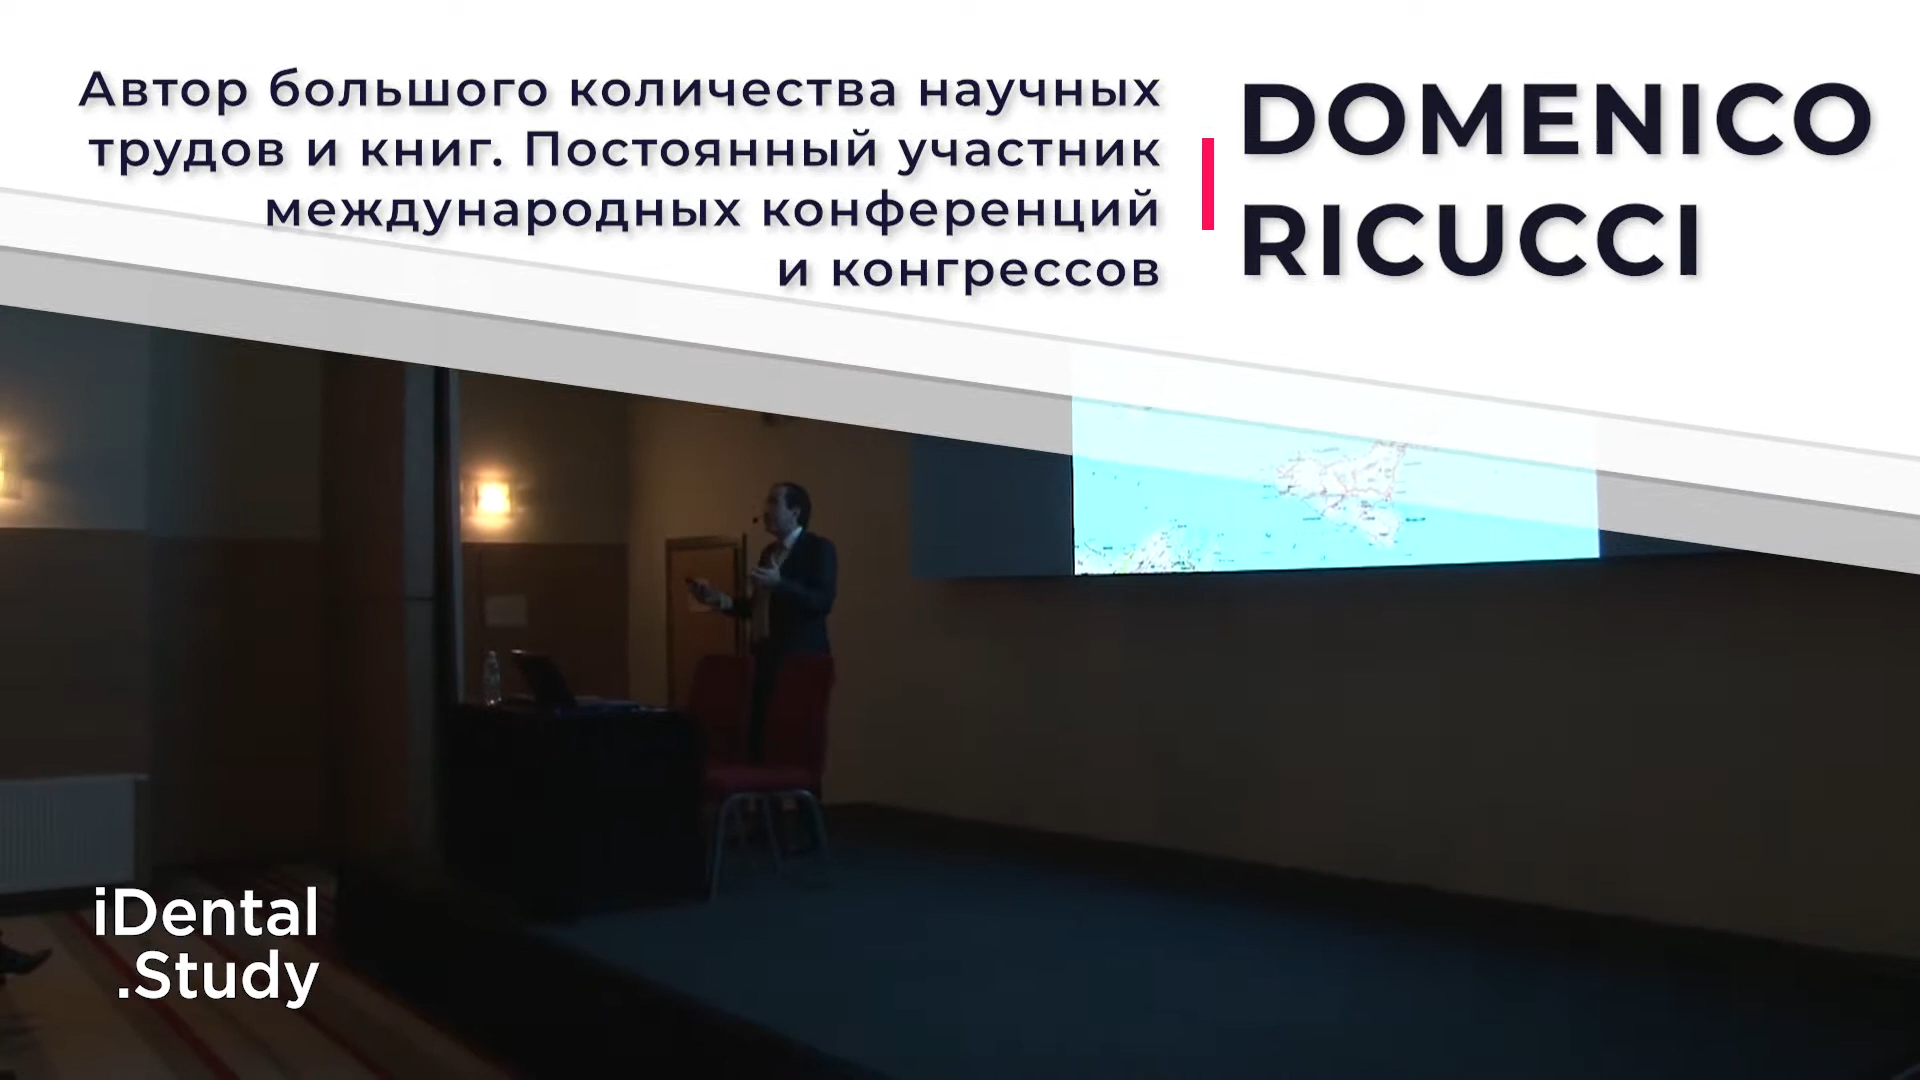 Автор большого количества научных
трудов и книг. Постоянный участник
международных конференций
и конгрессов
DOMENICO
RICUCCI
iDental
.Study